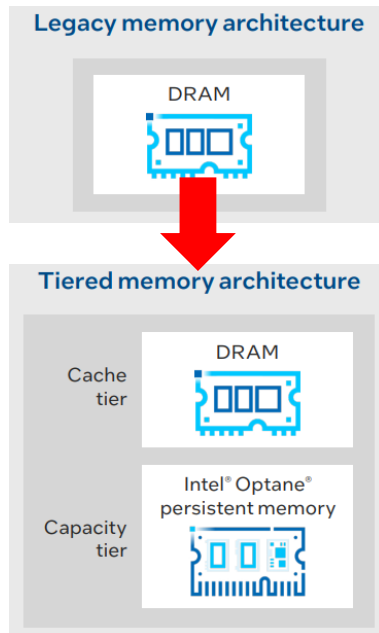 Legacy memory architecture
DRAM
Tiered memory architecture
Cache
tier
DRAM
Capacity
tier
Intel® Optane®
persistent memory